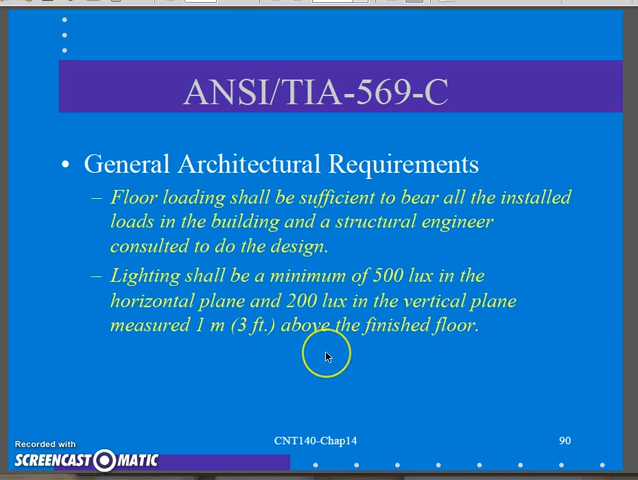 ANSI/TIA-569-C
• General Architectural Requirements
– Floor loading shall be sufficient to bear all the installed
loads in the building and a structural engineer
consulted to do the design.
– Lighting shall be a minimum of 500 lux in the
horizontal plane and 200 lux in the vertical plane
measured 1 m (3 ft.) above the finished floor.
CNT140-Chap14
90
Recorded with
SCREENCAST-O-MATIC